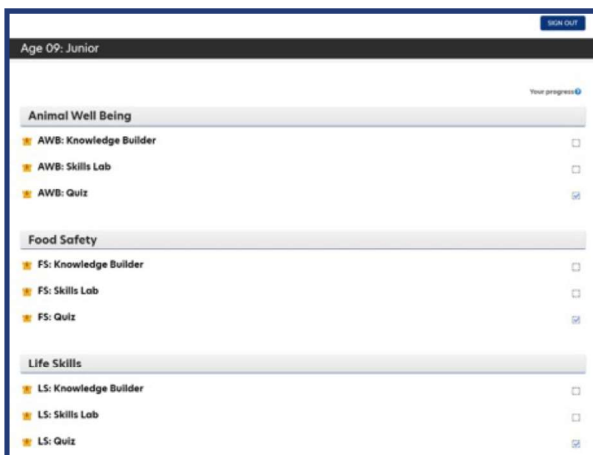 SIGN OUT
Age 09: Junior
Your progress
Animal Well Being
AWB: Knowledge Builder
AWB: Skills Lab
AWB: Quiz
Food Safety
FS: Knowledge Builder
FS: Skills Lab
FS: Quiz
Life Skills
LS: Knowledge Builder
LS: Skills Lab
LS: Quiz